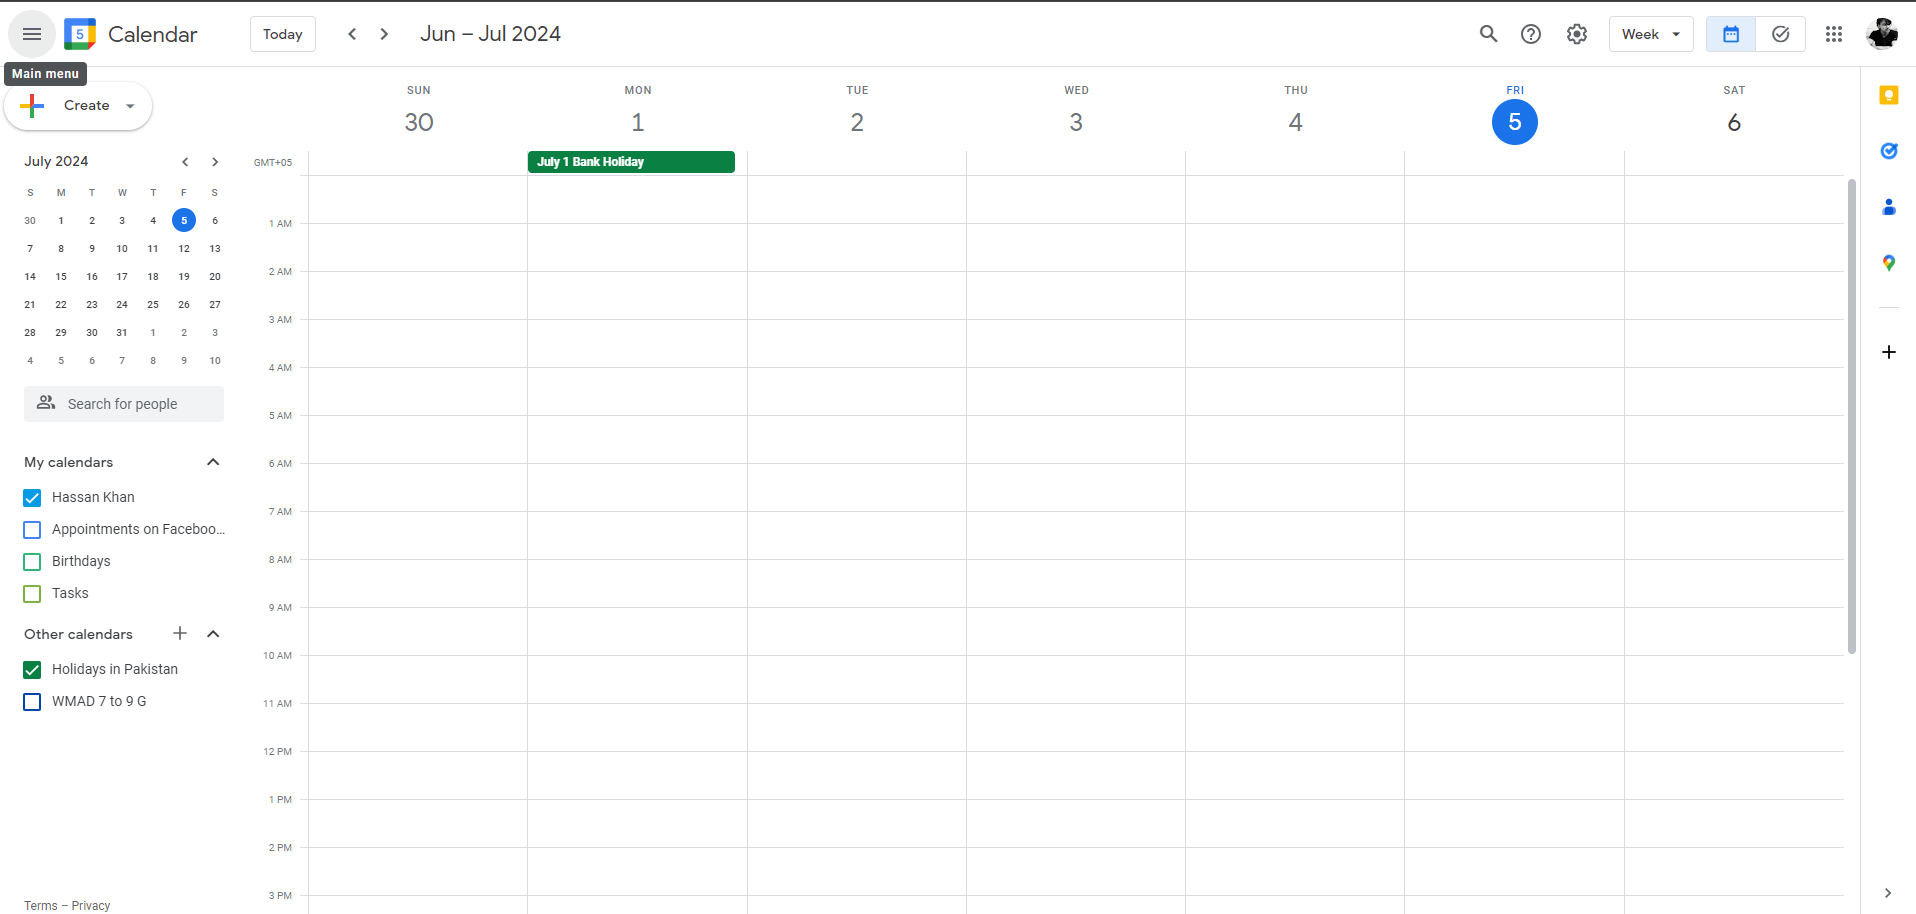 5 Calendar Today Jun – Jul 2024 Week
Main menu
Create
SUN MON TUE WED THU FRI SAT
30 1 2 3 4 5 6
July 2024
GMT+05 July 1 Bank Holiday
S M T W T F S
30 1 2 3 4 5 6
7 8 9 10 11 12 13
14 15 16 17 18 19 20
21 22 23 24 25 26 27
28 29 30 31 1 2 3
4 5 6 7 8 9 10
Search for people
My calendars
Hassan Khan
Appointments on Faceboo...
Birthdays
Tasks
Other calendars
Holidays in Pakistan
WMAD 7 to 9 G
Terms – Privacy
1 AM
2 AM
3 AM
4 AM
5 AM
6 AM
7 AM
8 AM
9 AM
10 AM
11 AM
12 PM
1 PM
2 PM
3 PM